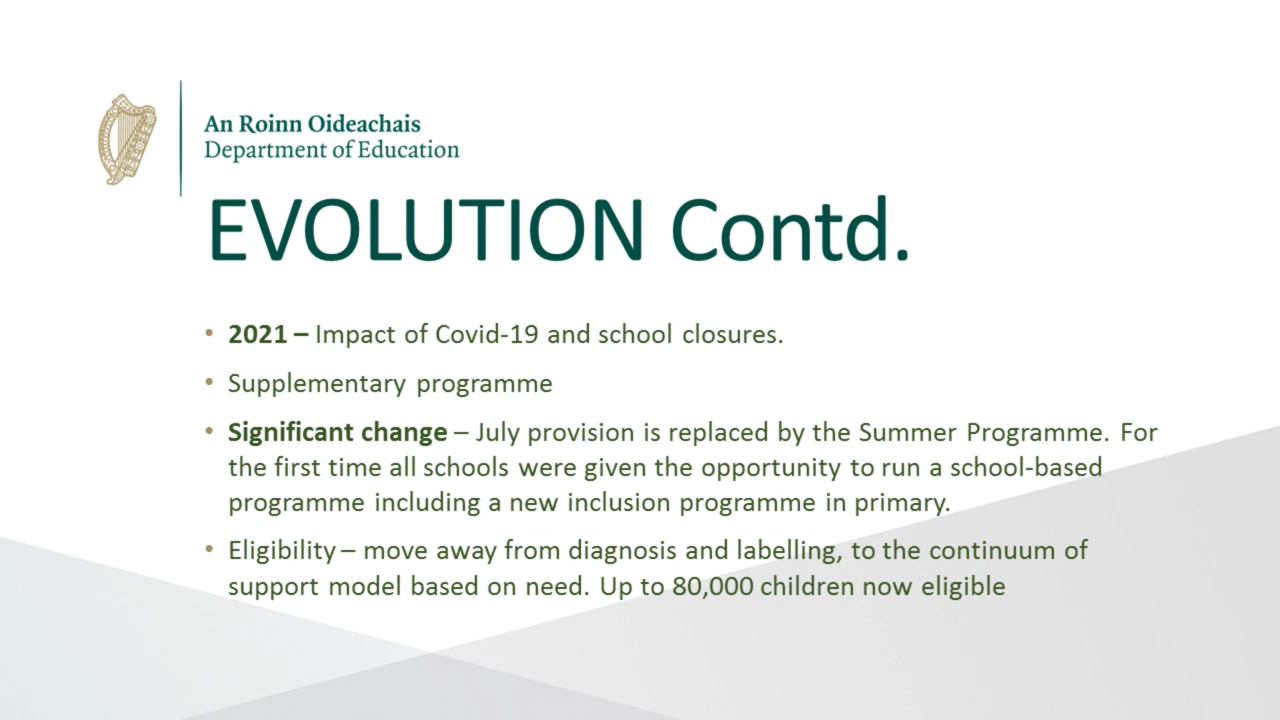 An Roinn Oideachais
Department of Education
EVOLUTION Contd.
• 2021 – Impact of Covid-19 and school closures.
• Supplementary programme
• Significant change – July provision is replaced by the Summer Programme. For
the first time all schools were given the opportunity to run a school-based
programme including a new inclusion programme in primary.
• Eligibility – move away from diagnosis and labelling, to the continuum of
support model based on need. Up to 80,000 children now eligible